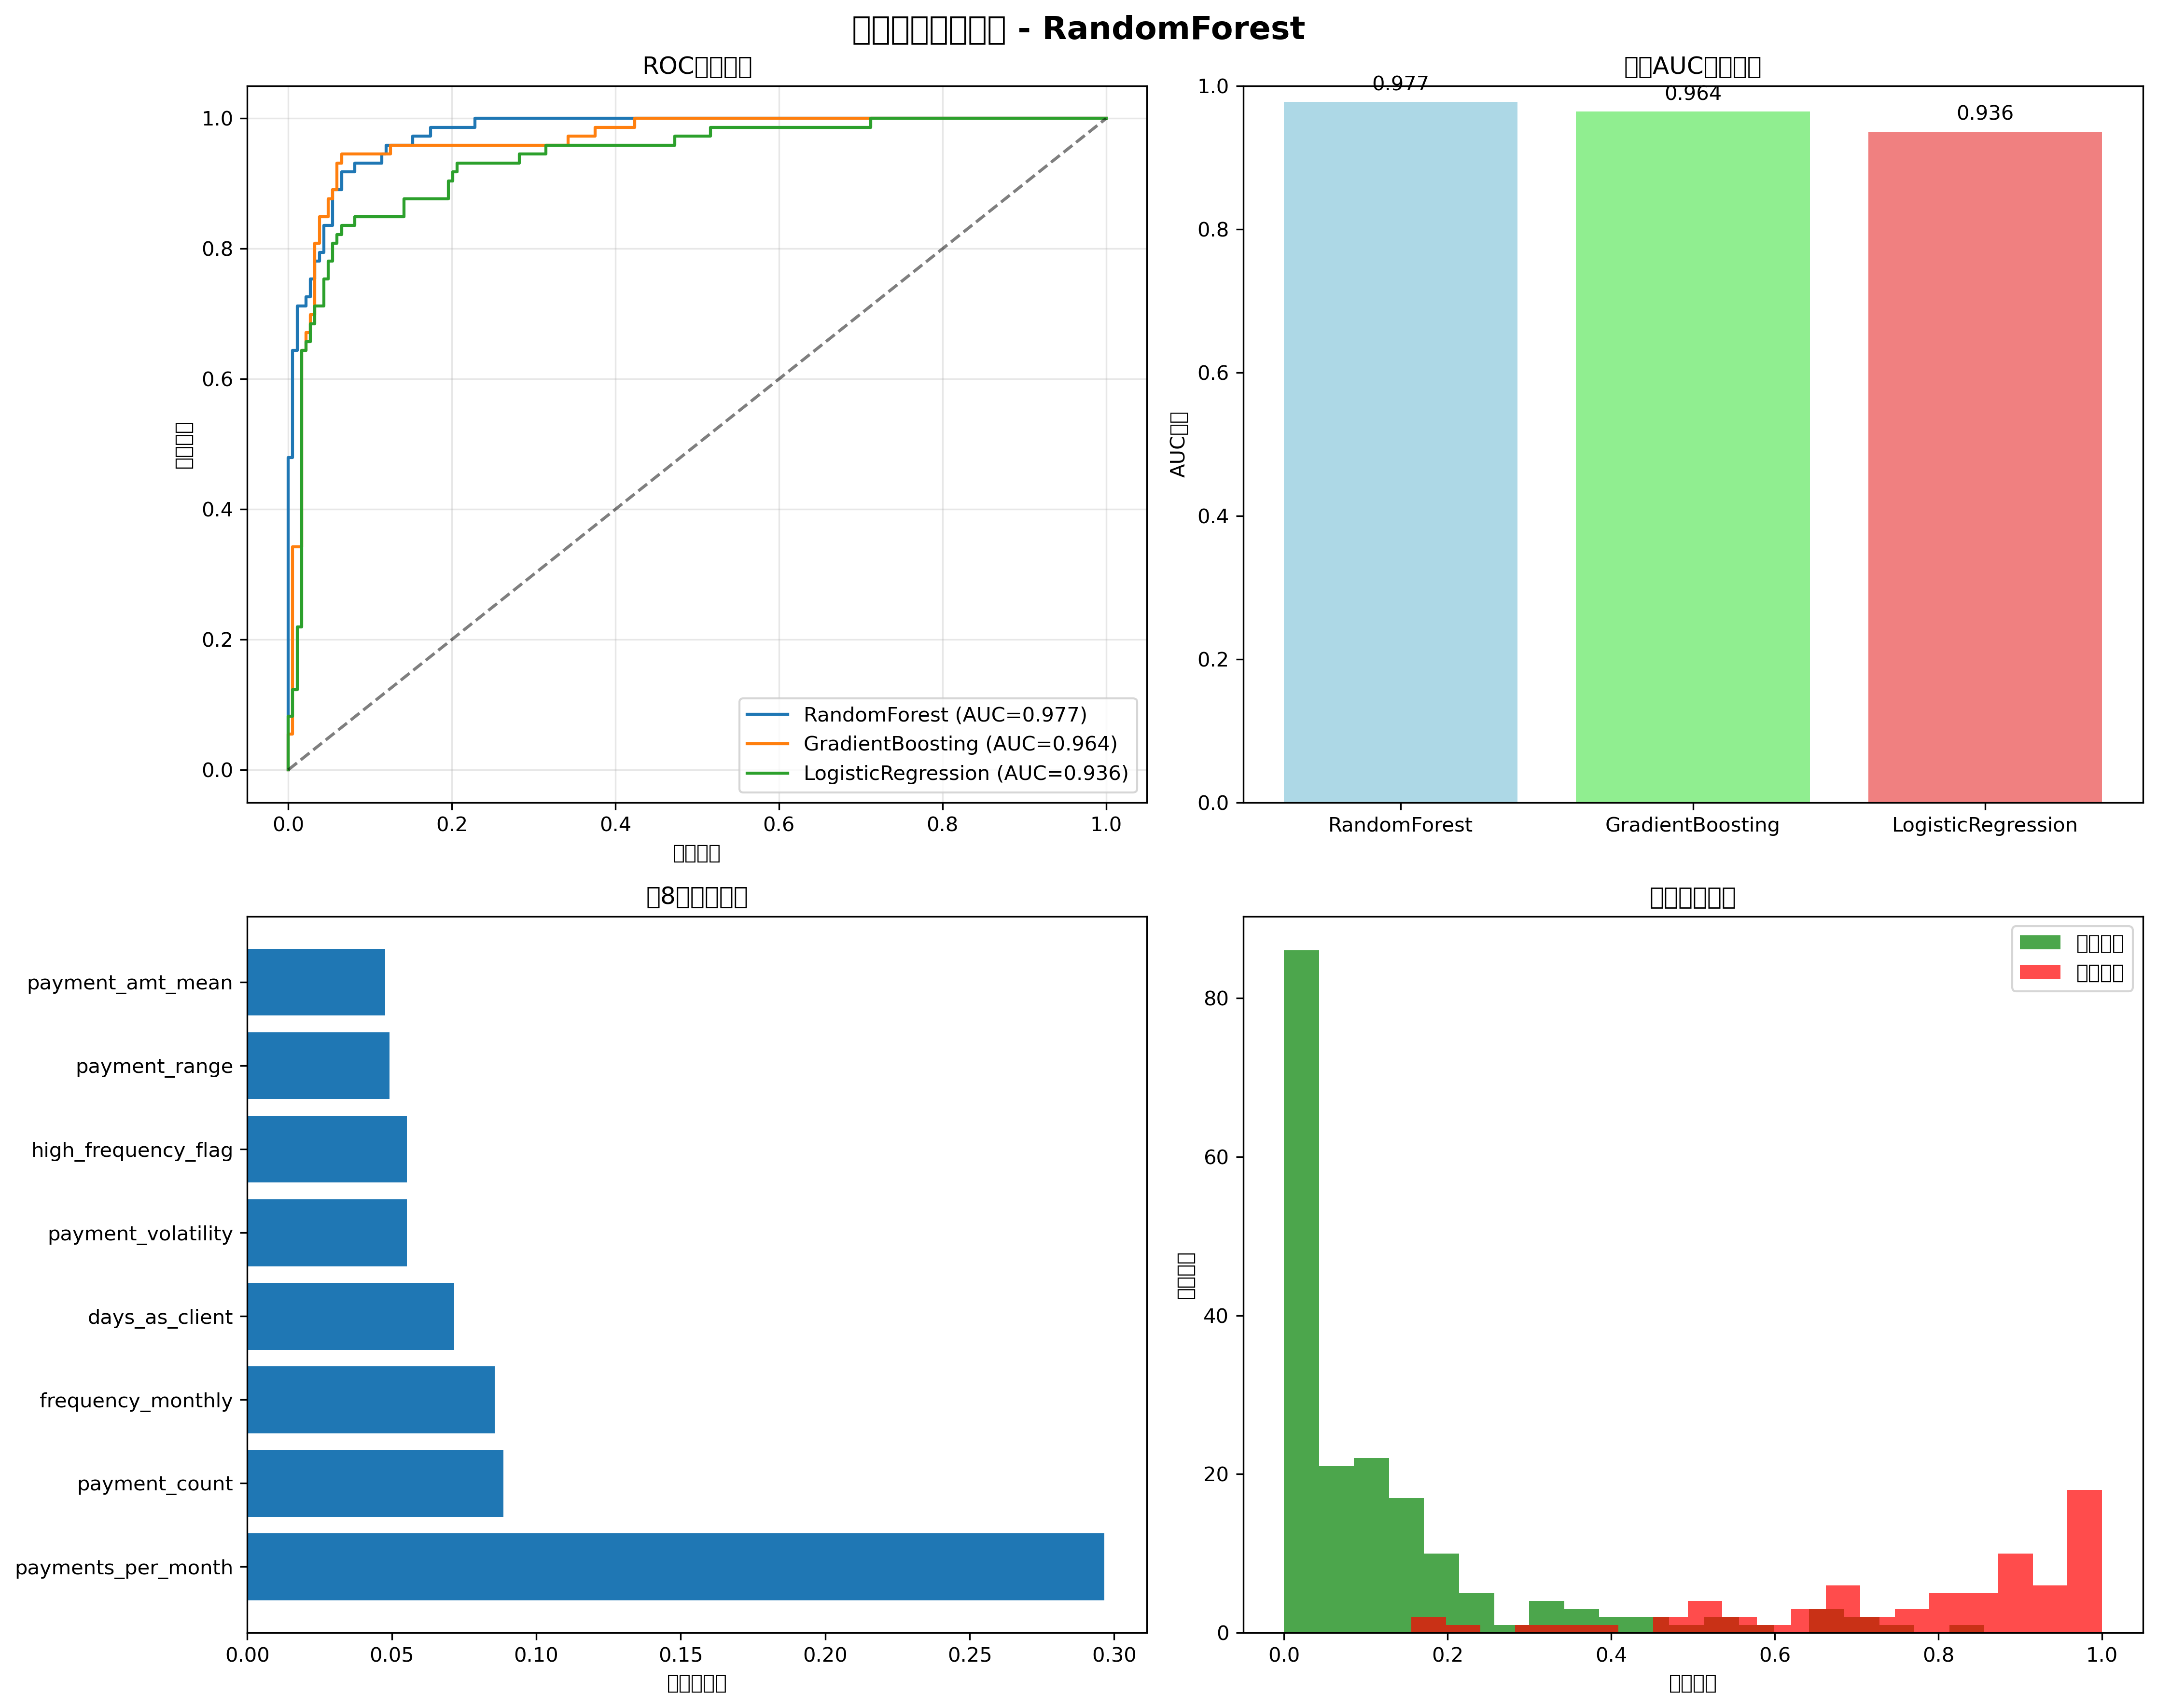 - RandomForest
ROC
1.0
0.8
0.6
0.4
0.2
0.0
0.0 0.2 0.4 0.6 0.8 1.0
RandomForest (AUC=0.977)
GradientBoosting (AUC=0.964)
LogisticRegression (AUC=0.936)
AUC
0.977
0.964
0.936
1.0
0.8
0.6
0.4
0.2
0.0
AUC
RandomForest GradientBoosting LogisticRegression
8
payment_amt_mean
payment_range
high_frequency_flag
payment_volatility
days_as_client
frequency_monthly
payment_count
payments_per_month
0.00 0.05 0.10 0.15 0.20 0.25 0.30
80
60
40
20
0
0.0 0.2 0.4 0.6 0.8 1.0